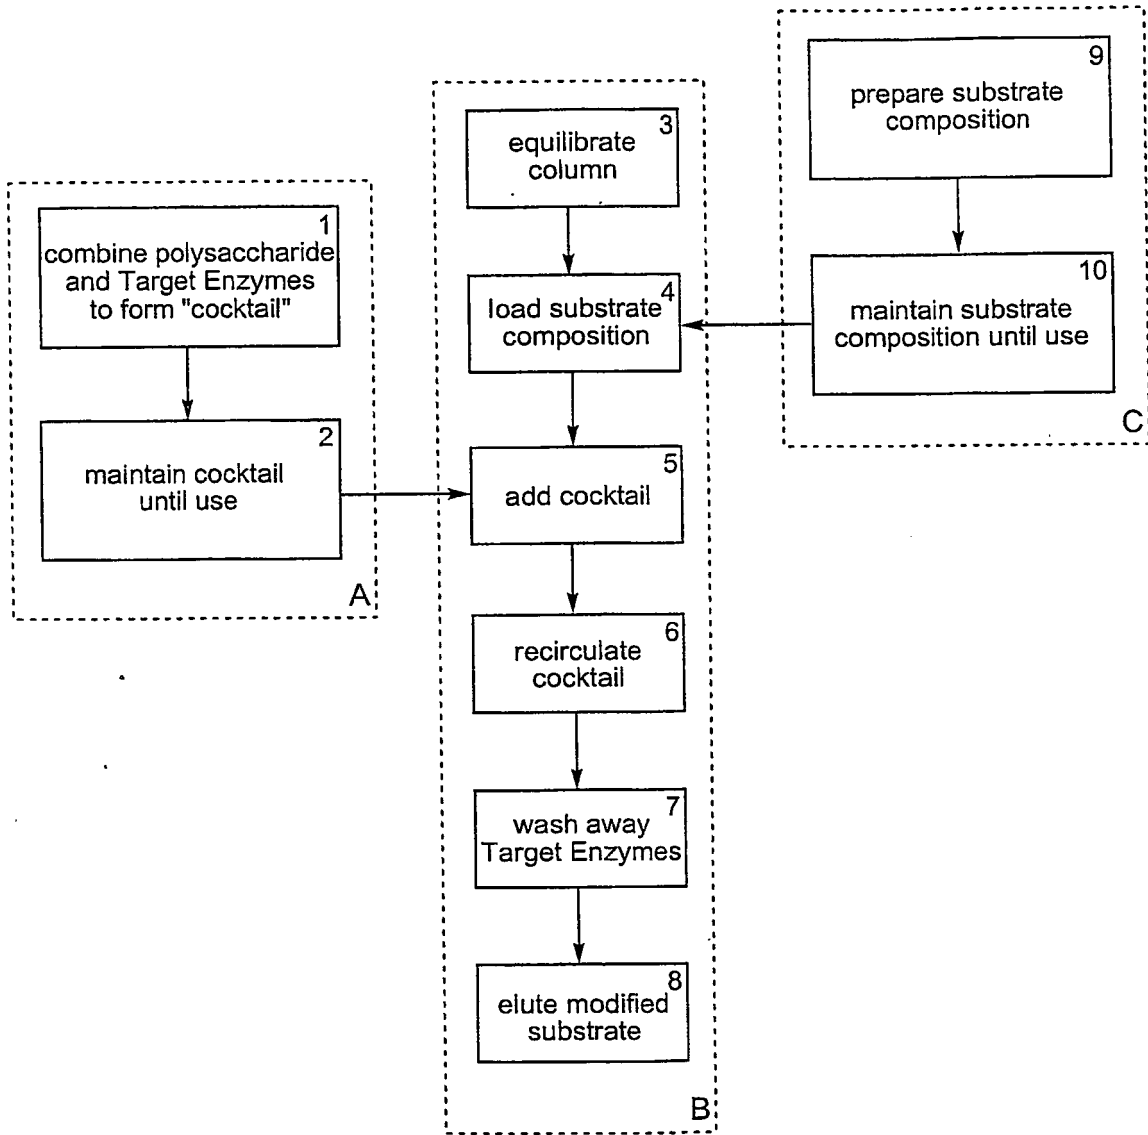 1
combine polysaccharide
and Target Enzymes
to form "cocktail"
2
maintain cocktail
until use
A
3
equilibrate
column
4
load substrate
composition
5
add cocktail
6
recirculate
cocktail
7
wash away
Target Enzymes
8
elute modified
substrate
B
9
prepare substrate
composition
10
maintain substrate
composition until use
C